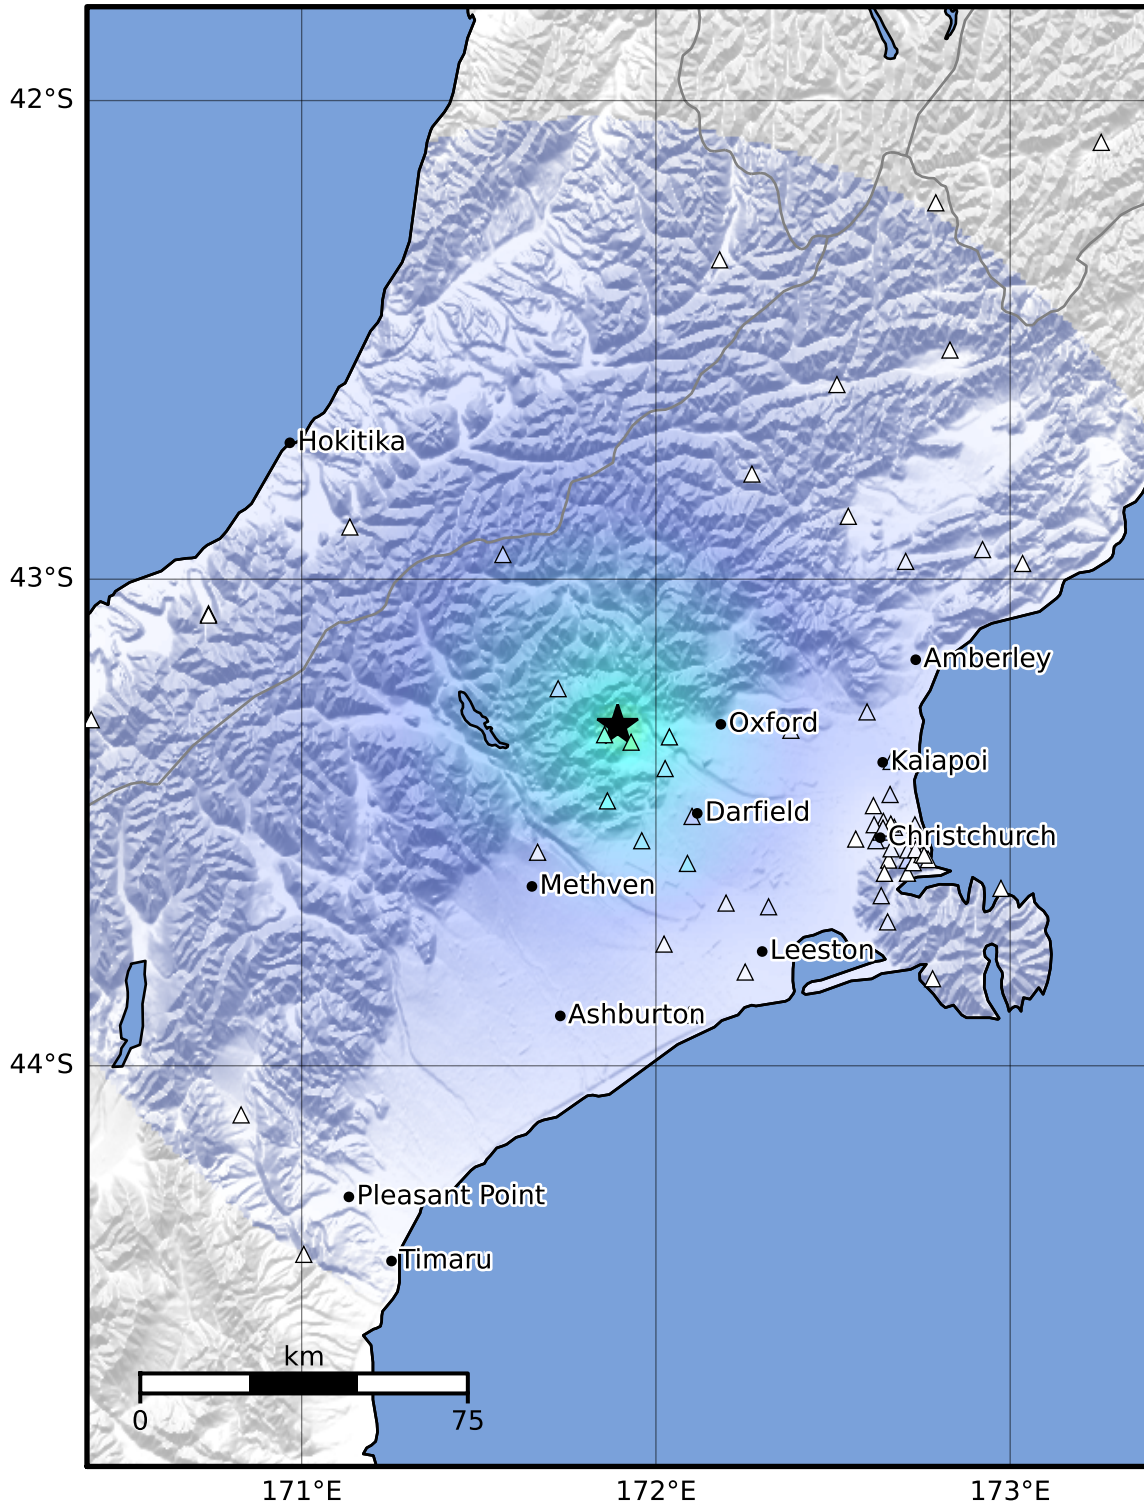 42°S
Hokitika
43°S
Amberley
Oxford
Kaiapoi
Darfield
Christchurch
Methven
Leeston
Ashburton
44°S
Pleasant Point
Timaru
km
0
75
171°E
172°E
173°E